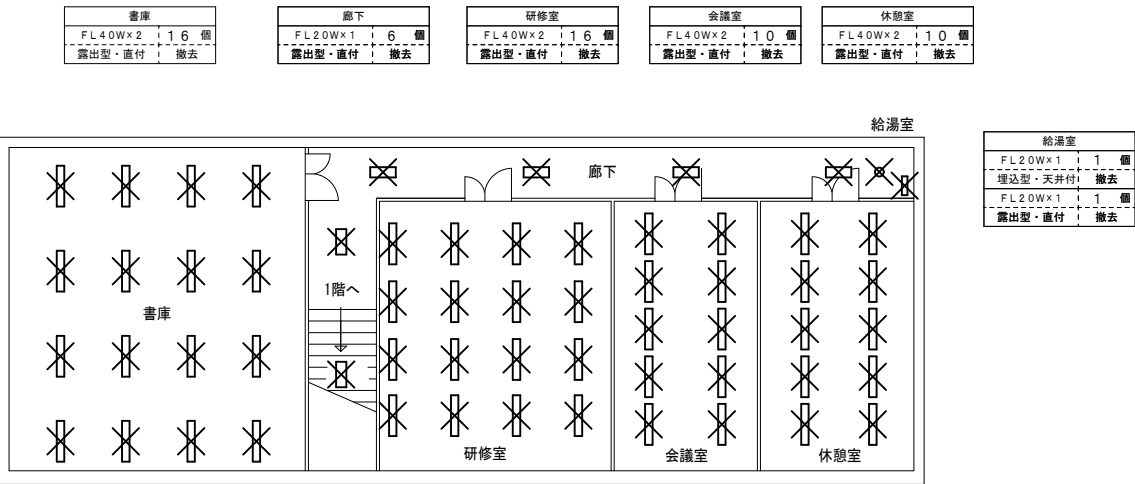 書庫
FL40W×2 16 個
露出型・直付 撤去
廊下
FL20W×1 6 個
露出型・直付 撤去
研修室
FL40W×2 16 個
露出型・直付 撤去
会議室
FL40W×2 10 個
露出型・直付 撤去
休憩室
FL40W×2 10 個
露出型・直付 撤去
給湯室
給湯室
FL20W×1 1 個
埋込型・天井付 撤去
FL20W×1 1 個
露出型・直付 撤去
廊下
1階へ
書庫
研修室
会議室
休憩室